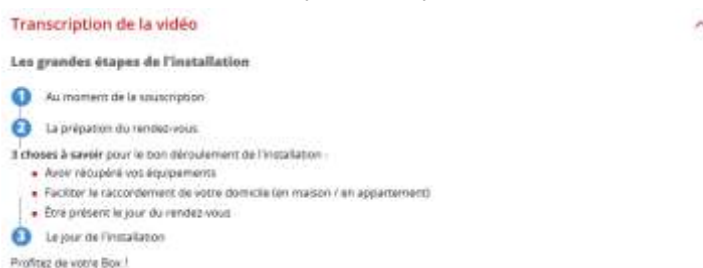 Transcription de la vidéo
Les grandes étapes de l'installation
1 Au moment de la souscription
2 La prépation du rendez-vous
3 choses à savoir pour le bon déroulement de l'installation :
• Avoir récupéré vos équipements
• Faciliter le raccordement de votre domicile (en maison / en appartement)
• Être présent le jour du rendez-vous
3 Le jour de l'installation
Profitez de votre Box !